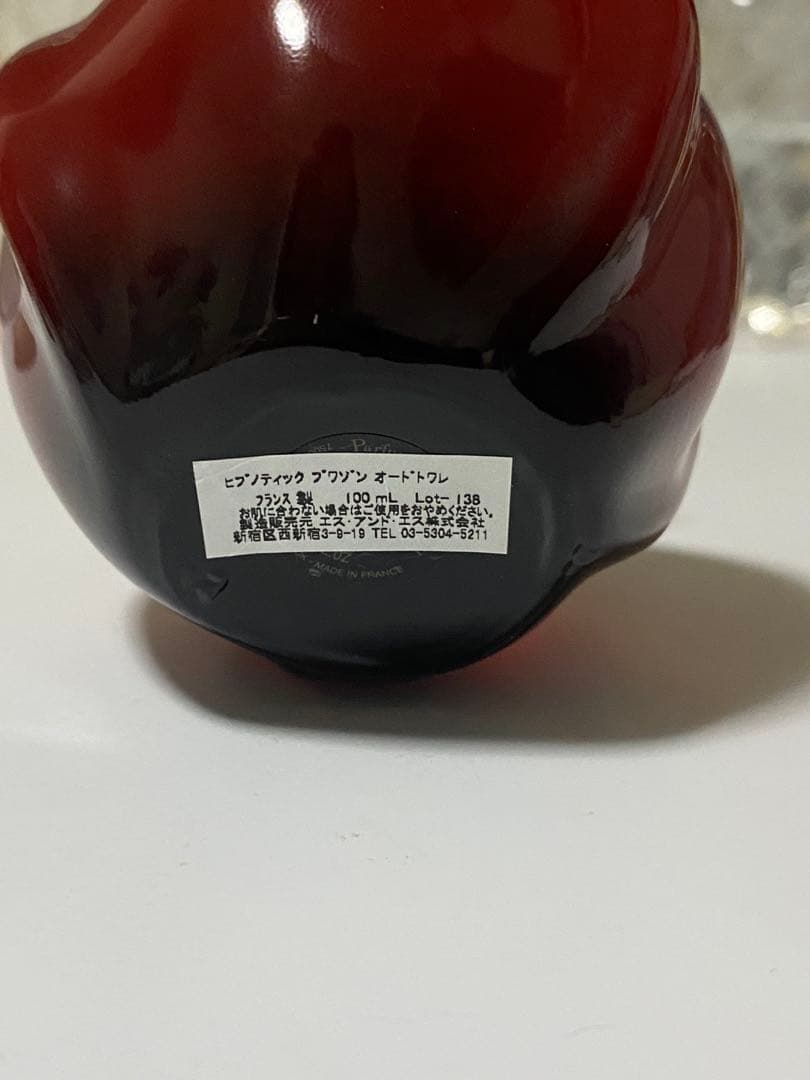 Parfu
ヒプノティック プワゾン オードトワレ
フランス 製 100 mL Lot- 138
お肌に合わない場合はご使用をおやめください。
製造販売元 エス・アンド・エス株式会社
新宿区西新宿3-9-19 TEL 03-5304-5211
MADE IN FRANCE